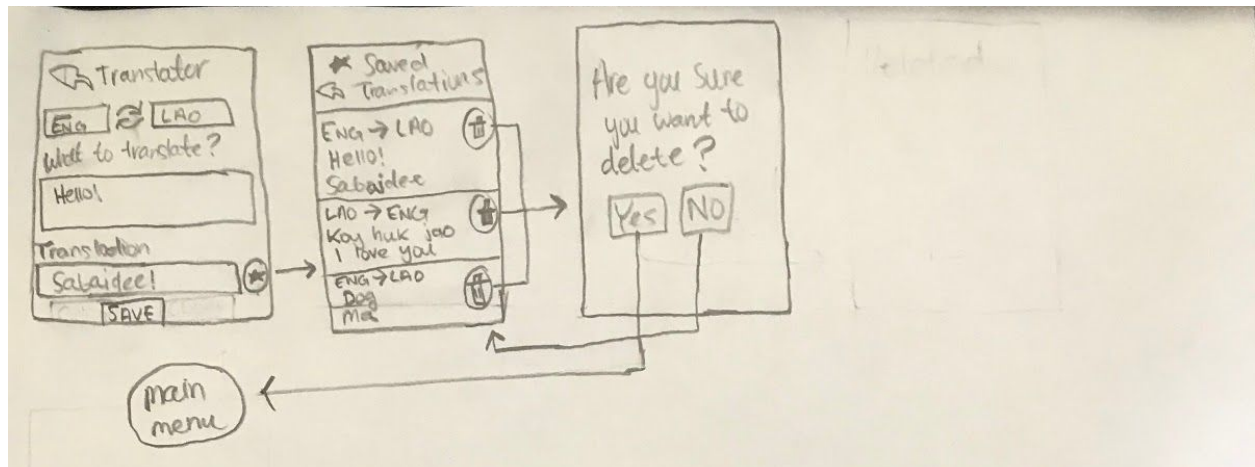 Translator
ENG LAO
What to translate?
Hello!
Translation
Sabaidee!
SAVE
Saved
Translations
ENG → LAO
Hello!
Sabaidee
LAO → ENG
Koy huk jao
I love you
ENG → LAO
Dog
Ma
Are you sure
you want to
delete?
Yes NO
main
menu